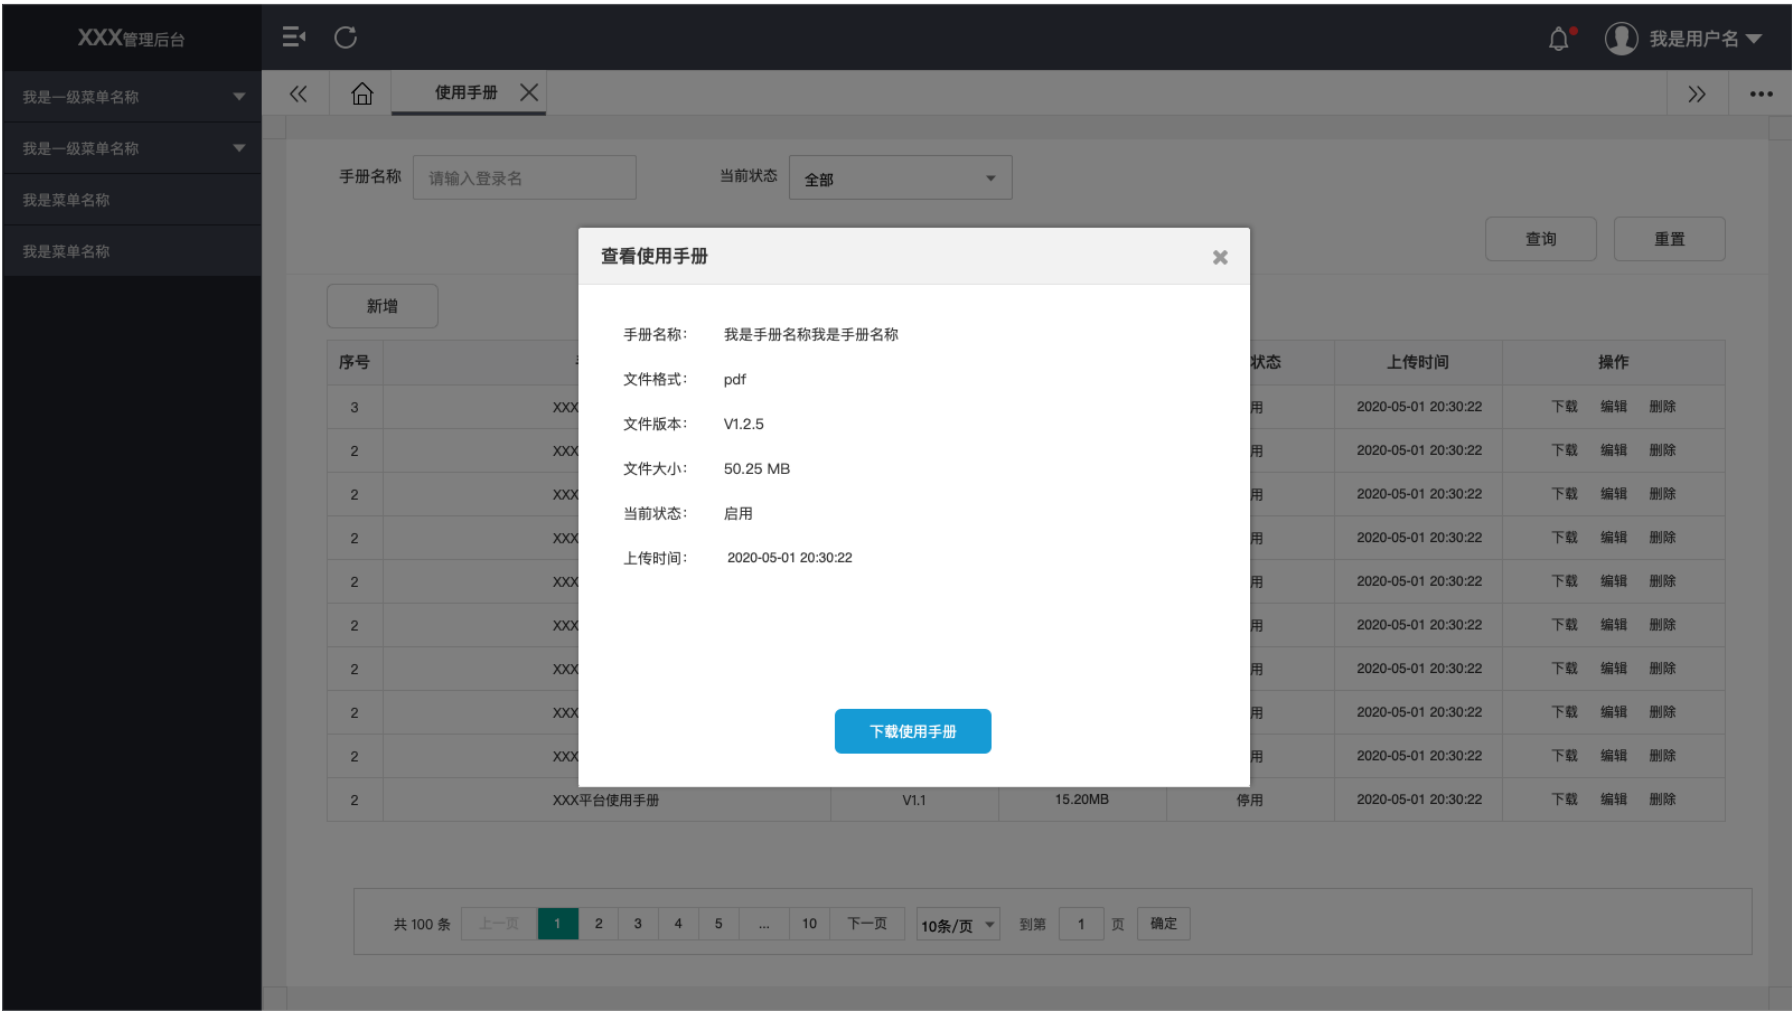 XXX管理后台
我是用户名
我是一级菜单名称
我是一级菜单名称
我是菜单名称
我是菜单名称
使用手册
手册名称 请输入登录名 当前状态 全部
查询 重置
新增
查看使用手册
手册名称： 我是手册名称我是手册名称
文件格式： pdf
文件版本： V1.2.5
文件大小： 50.25 MB
当前状态： 启用
上传时间： 2020-05-01 20:30:22
下载使用手册
序号 状态 上传时间 操作
3 XXX 用 2020-05-01 20:30:22 下载 编辑 删除
2 XXX 用 2020-05-01 20:30:22 下载 编辑 删除
2 XXX 用 2020-05-01 20:30:22 下载 编辑 删除
2 XXX 用 2020-05-01 20:30:22 下载 编辑 删除
2 XXX 用 2020-05-01 20:30:22 下载 编辑 删除
2 XXX 用 2020-05-01 20:30:22 下载 编辑 删除
2 XXX 用 2020-05-01 20:30:22 下载 编辑 删除
2 XXX 用 2020-05-01 20:30:22 下载 编辑 删除
2 XXX 用 2020-05-01 20:30:22 下载 编辑 删除
2 XXX平台使用手册 V1.1 15.20MB 停用 2020-05-01 20:30:22 下载 编辑 删除
共 100 条 上一页 1 2 3 4 5 ... 10 下一页 10条/页 到第 1 页 确定